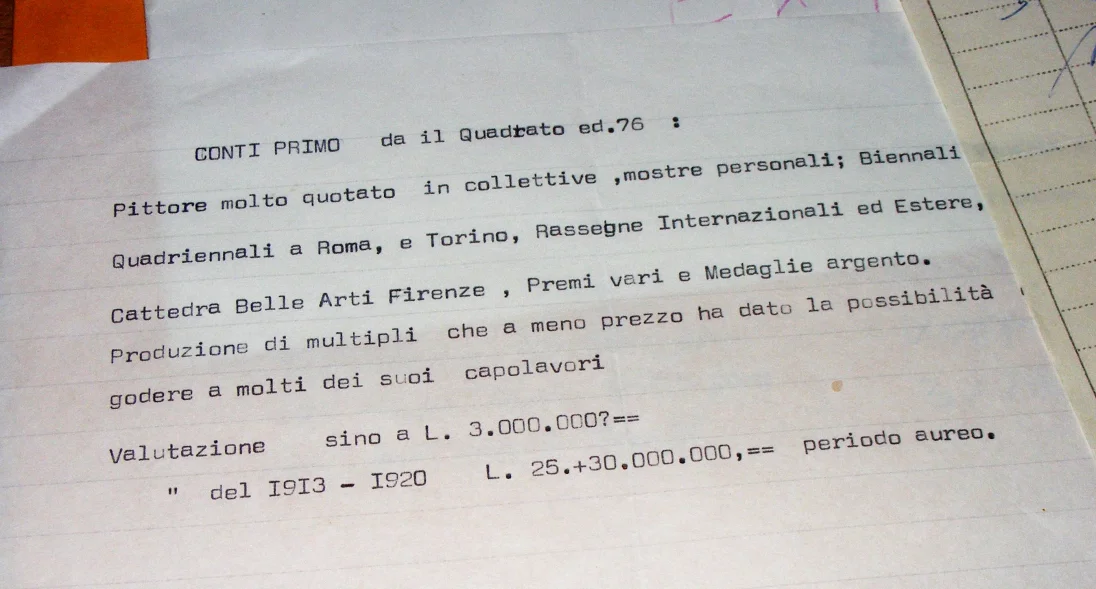 CONTI PRIMO da il Quadrato ed.76 :
Pittore molto quotato in collettive ,mostre personali; Biennali
Quadriennali a Roma, e Torino, Rassegne Internazionali ed Estere,
Cattedra Belle Arti Firenze , Premi vari e Medaglie argento.
Produzione di multipli che a meno prezzo ha dato la possibilità
godere a molti dei suoi capolavori
Valutazione sino a L. 3.000.000?==
" del I9I3 - I920 L. 25.+30.000.000,== periodo aureo.